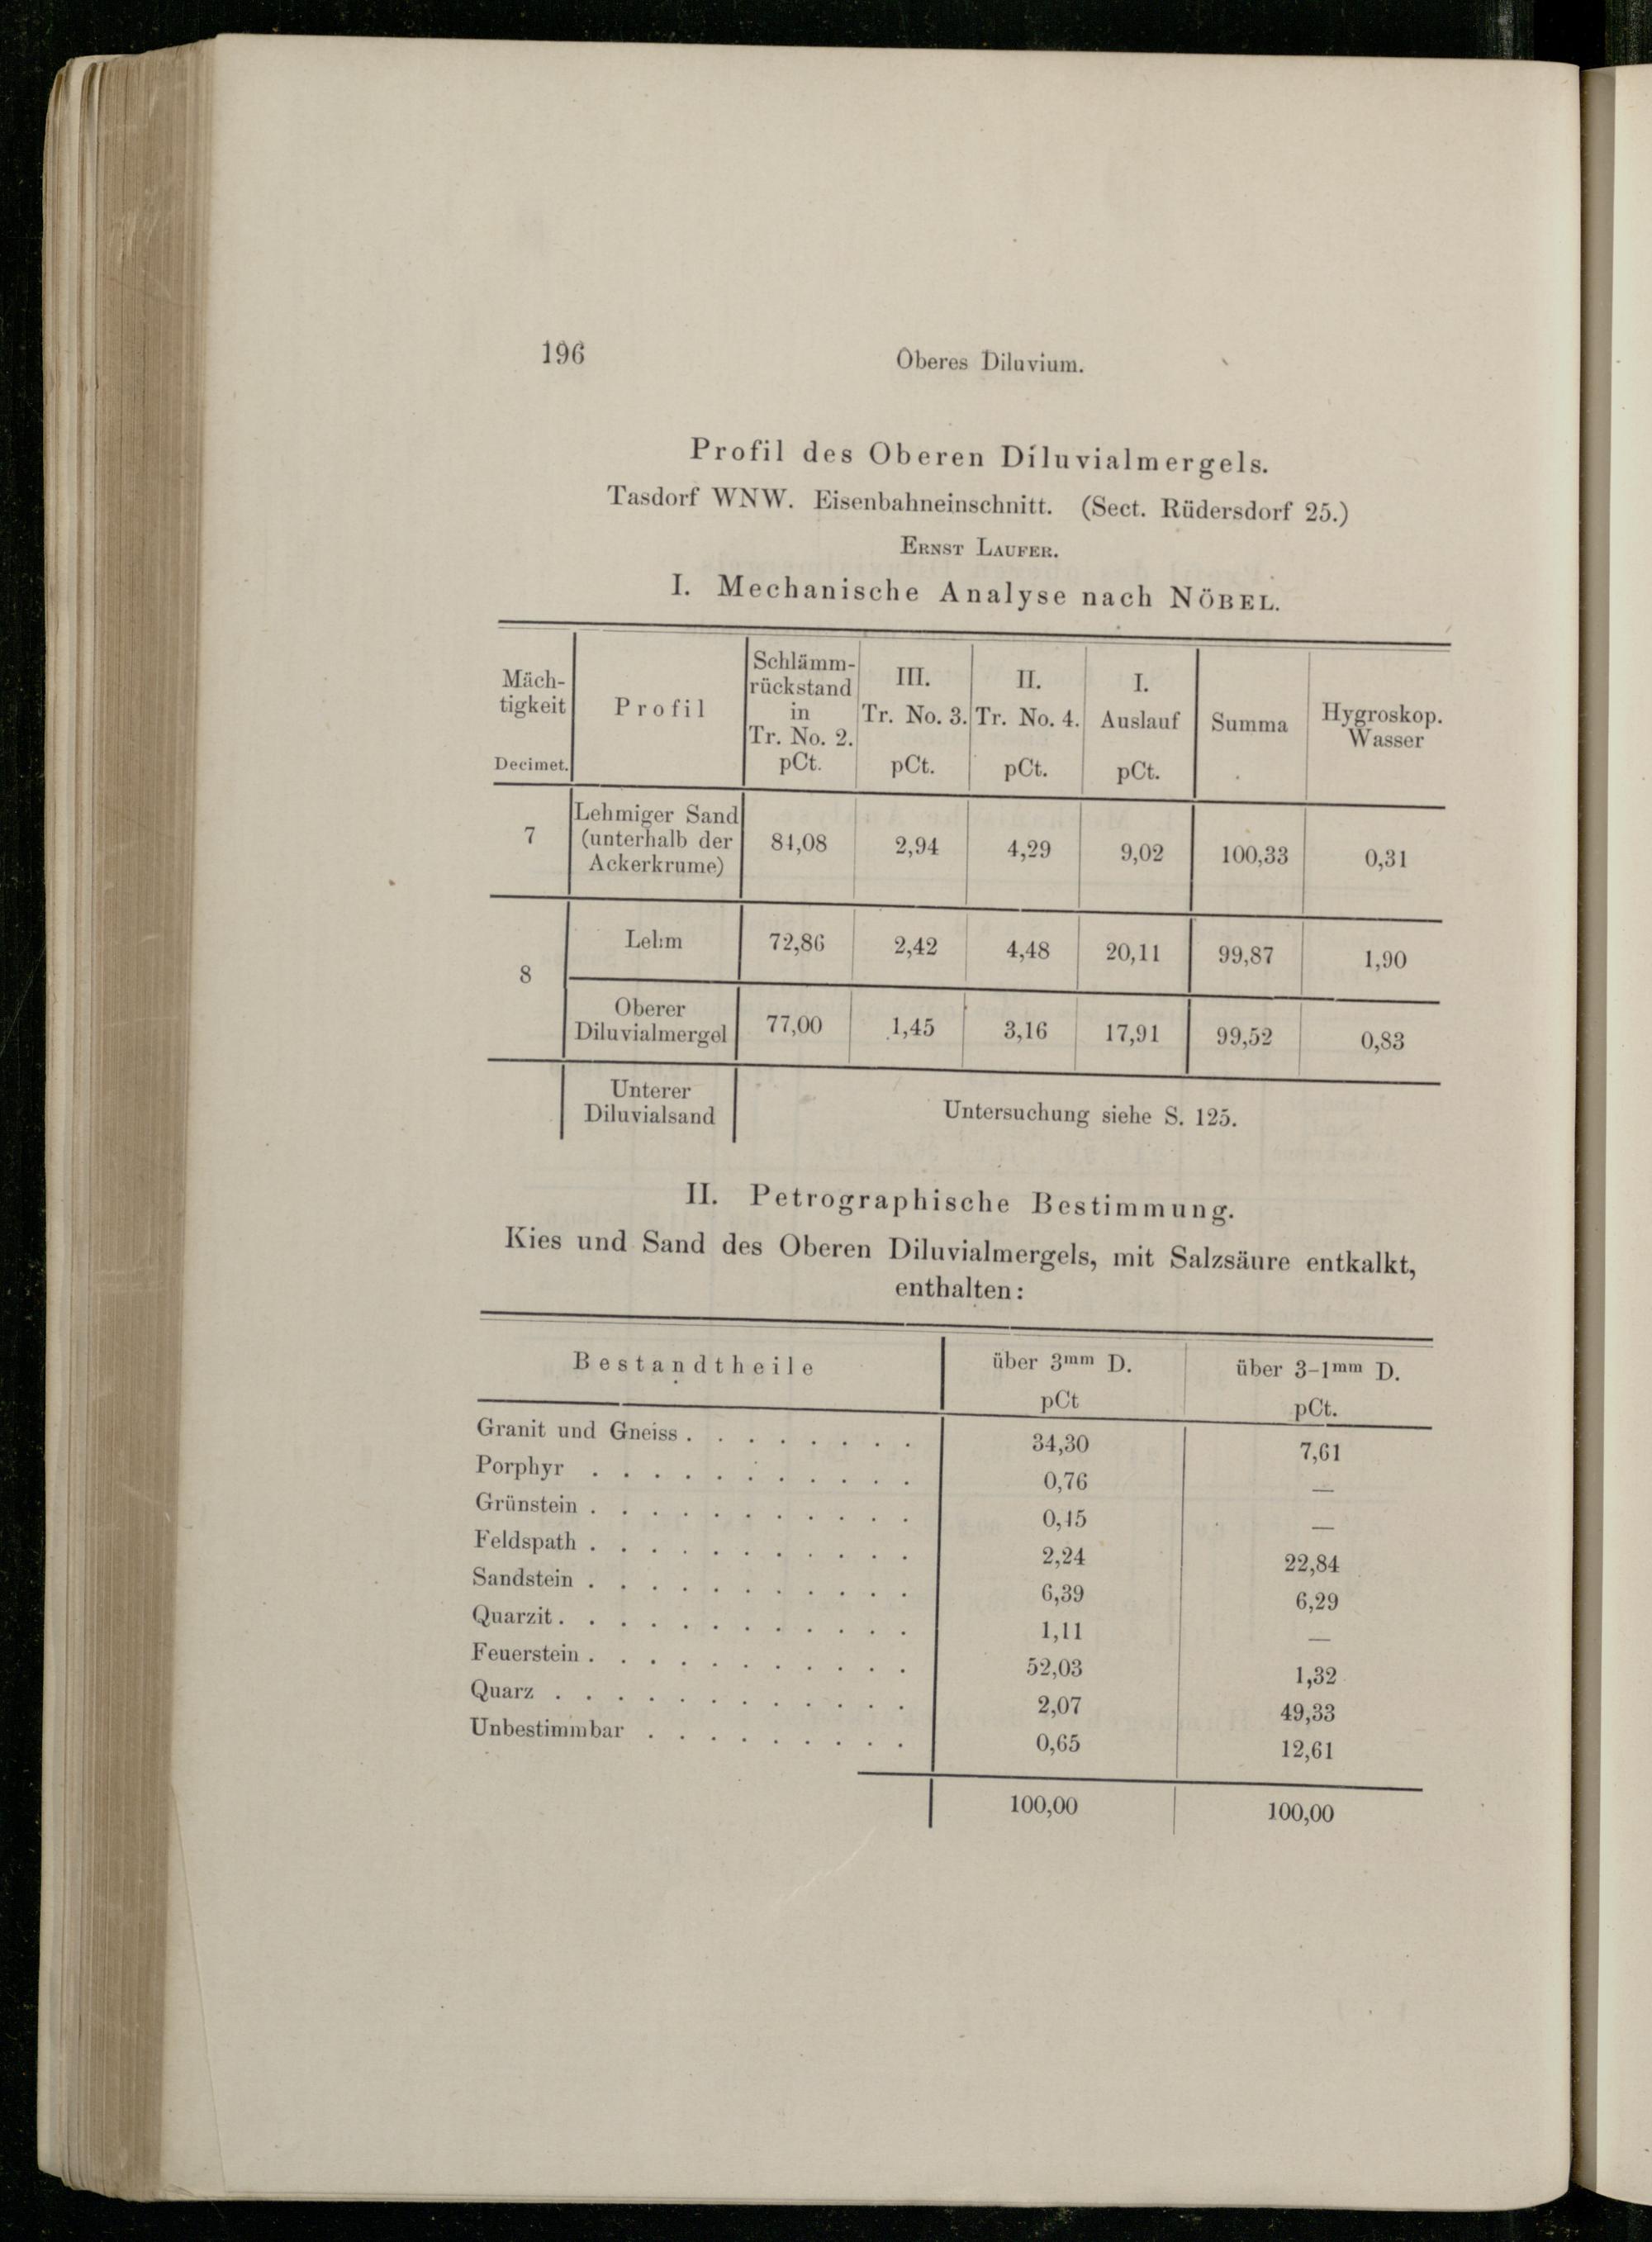 196 Oberes Diluvium.
Profil des Oberen Diluvialmergels.
Tasdorf WNW. Eisenbahneinschnitt. (Sect. Rüdersdorf 25.)
ERNST LAUFER.
I. Mechanische Analyse nach NÖBEL.
Mäch-
tigkeit
Decimet.
Profil
Schlämm-
rückstand
in
Tr. No. 2.
pCt.
III.
Tr. No. 3.
pCt.
II.
Tr. No. 4.
pCt.
I.
Auslauf
pCt.
Summa
Hygroskop.
Wasser
7
Lehmiger Sand
(unterhalb der
Ackerkrume)
84,08 2,94 4,29 9,02 100,33 0,31
8
Lehm 72,86 2,42 4,48 20,11 99,87 1,90
Oberer
Diluvialmergel
77,00 1,45 3,16 17,91 99,52 0,83
Unterer
Diluvialsand
Untersuchung siehe S. 125.
II. Petrographische Bestimmung.
Kies und Sand des Oberen Diluvialmergels, mit Salzsäure entkalkt,
enthalten:
Bestandtheile
über 3mm D.
pCt
über 3-1mm D.
pCt.
Granit und Gneiss . . . . . . . . 34,30 7,61
Porphyr . . . . . . . . . . . 0,76 —
Grünstein . . . . . . . . . . . 0,45 —
Feldspath . . . . . . . . . . . 2,24 22,84
Sandstein . . . . . . . . . . . 6,39 6,29
Quarzit . . . . . . . . . . . . 1,11 —
Feuerstein . . . . . . . . . . . 52,03 1,32
Quarz . . . . . . . . . . . . 2,07 49,33
Unbestimmbar . . . . . . . . . 0,65 12,61
100,00 100,00